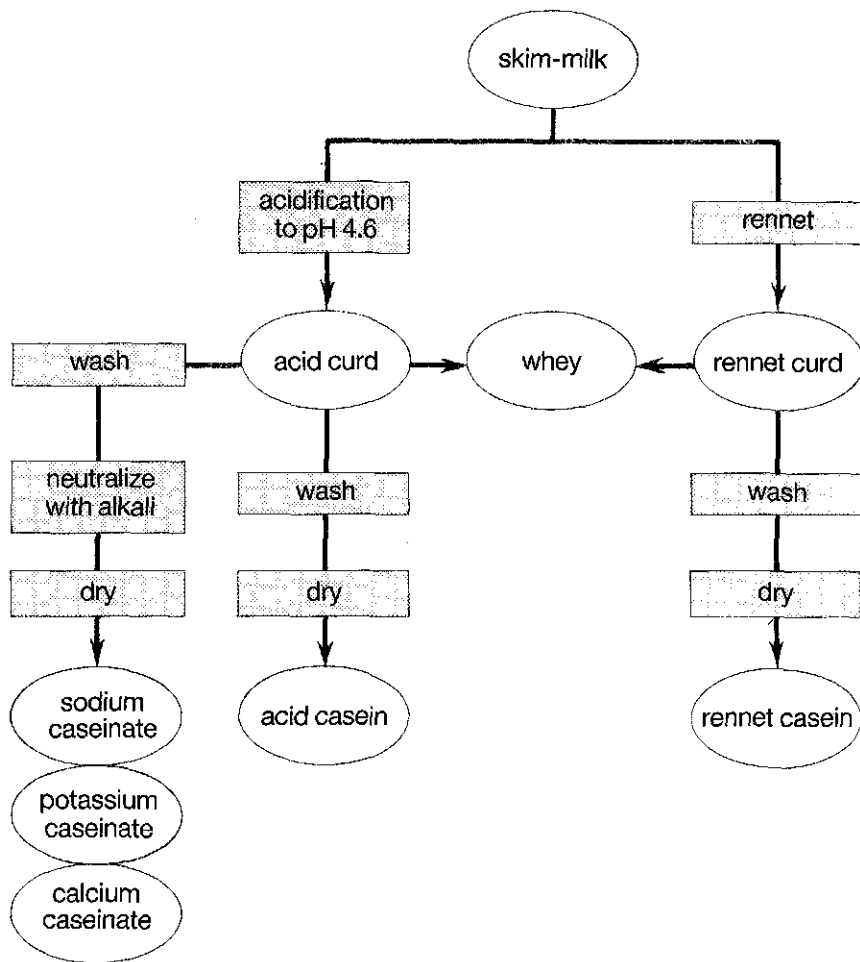 skim-milk
acidification
to pH 4.6
rennet
wash
acid curd
whey
rennet curd
neutralize
with alkali
wash
wash
dry
dry
dry
sodium
caseinate
acid casein
rennet casein
potassium
caseinate
calcium
caseinate